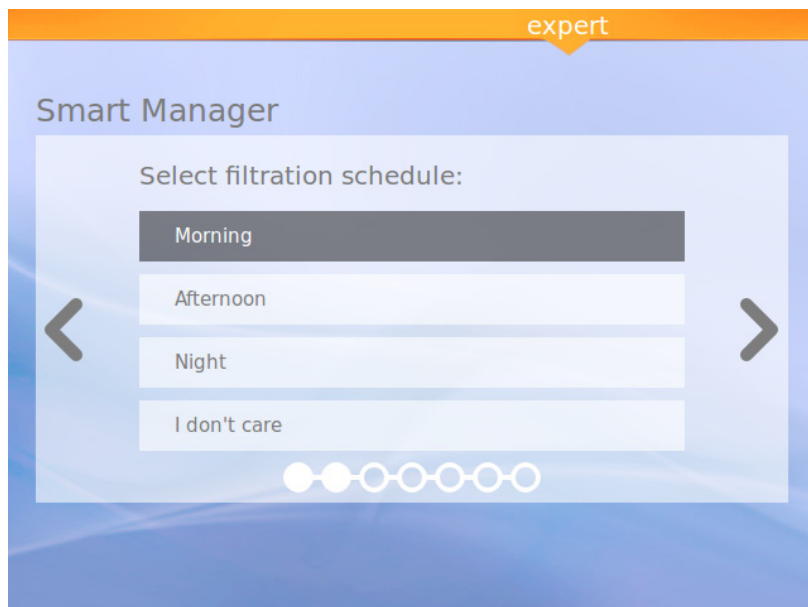 expert
Smart Manager
Select filtration schedule:
Morning
Afternoon
Night
I don't care